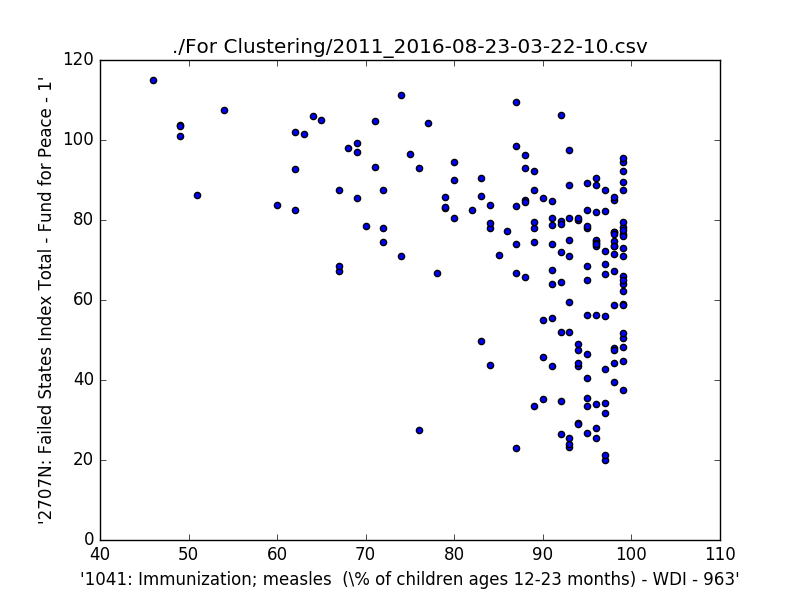 ./For Clustering/2011_2016-08-23-03-22-10.csv
'2707N: Failed States Index Total - Fund for Peace - 1'
120
100
80
60
40
20
0
40 50 60 70 80 90 100 110
'1041: Immunization; measles  (\% of children ages 12-23 months) - WDI - 963'